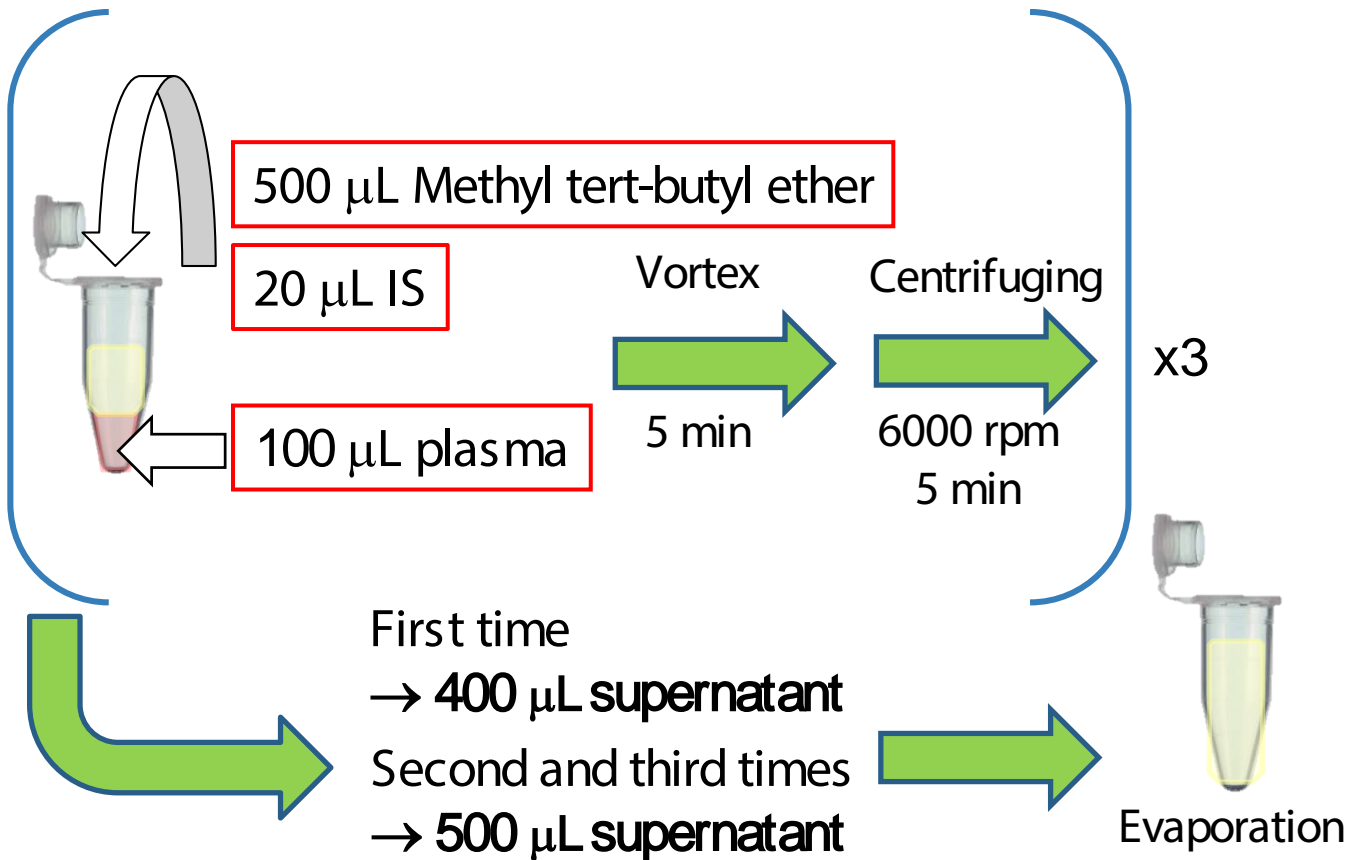 500 μL Methyl tert-butyl ether
20 μL IS
100 μL plasma
Vortex
5 min
Centrifuging
6000 rpm
5 min
x3
First time
→ 400 μL supernatant
Second and third times
→ 500 μL supernatant
Evaporation